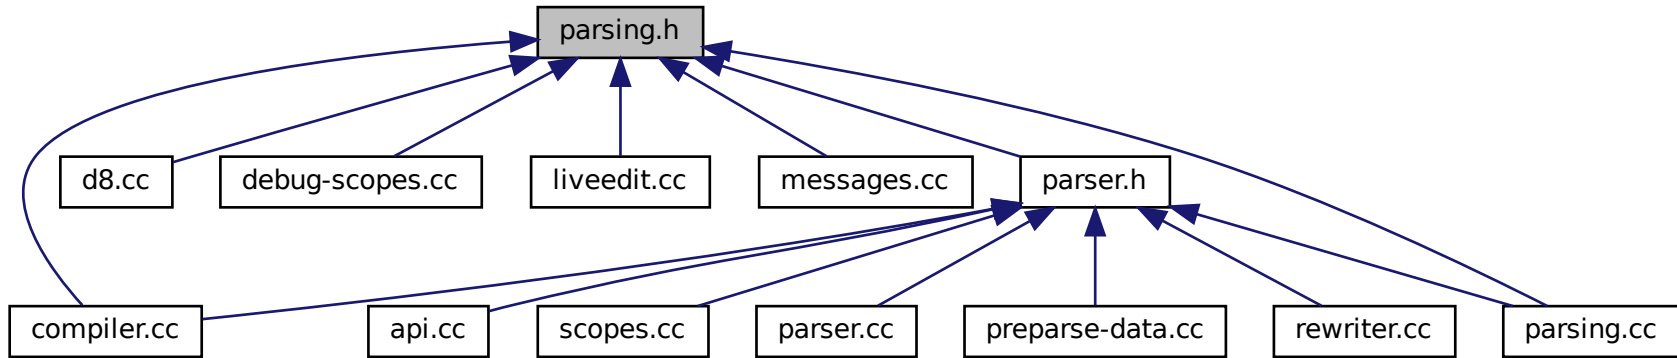 parsing.h
d8.cc
debug-scopes.cc
liveedit.cc
messages.cc
parser.h
compiler.cc
api.cc
scopes.cc
parser.cc
preparse-data.cc
rewriter.cc
parsing.cc